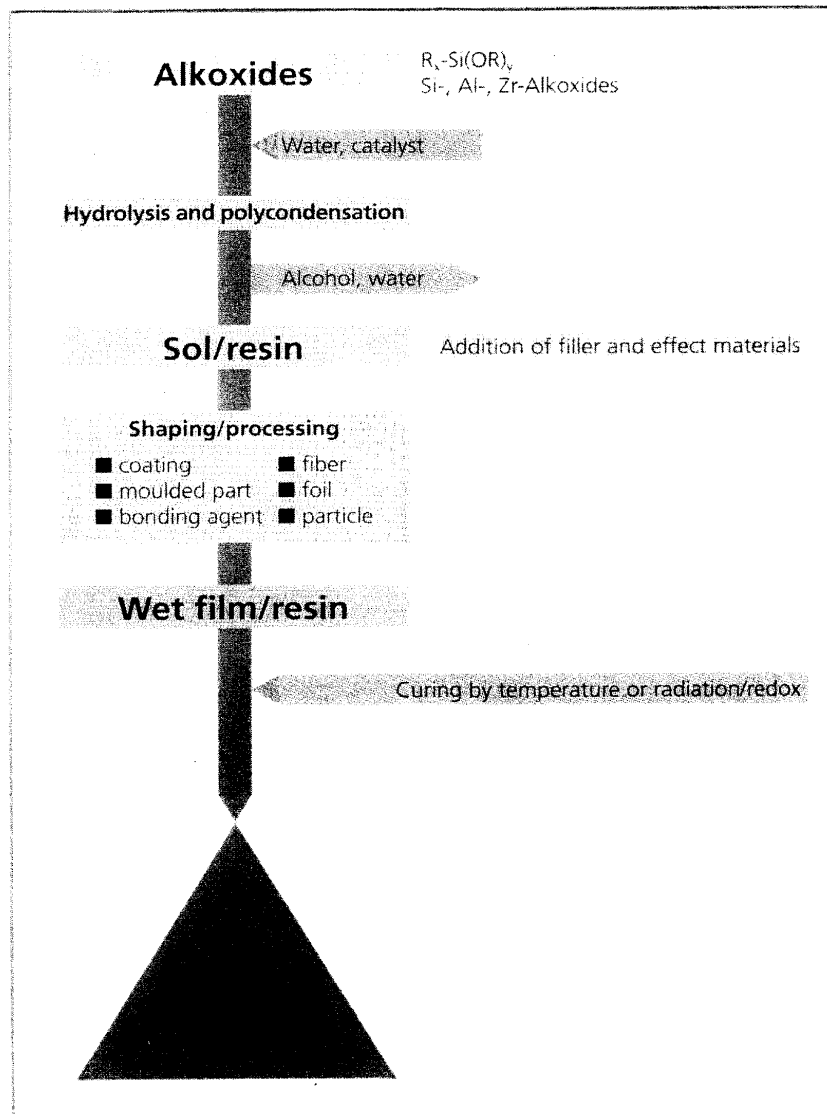 Alkoxides
Rx-Si(OR)y
Si-, Al-, Zr-Alkoxides
Water, catalyst
Hydrolysis and polycondensation
Alcohol, water
Sol/resin
Addition of filler and effect materials
Shaping/processing
■ coating ■ fiber
■ moulded part ■ foil
■ bonding agent ■ particle
Wet film/resin
Curing by temperature or radiation/redox